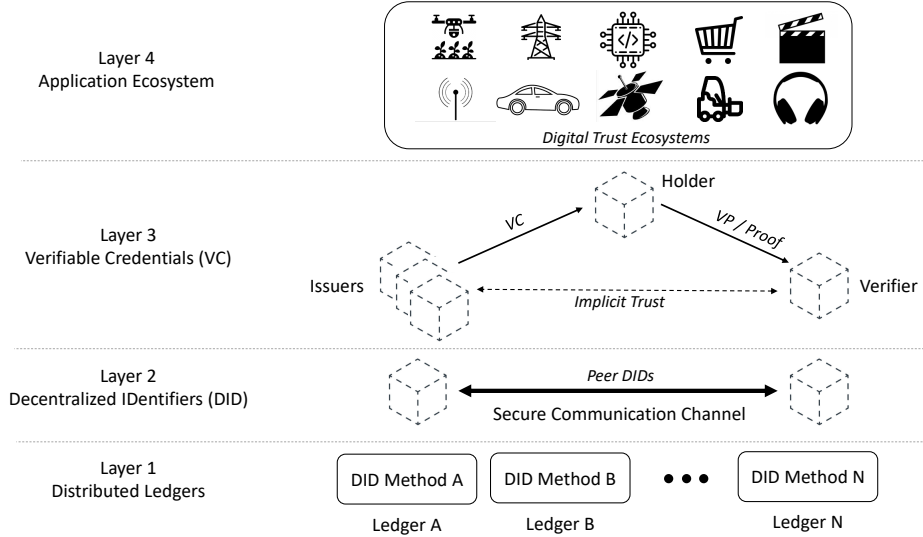 Layer 4
Application Ecosystem
</>
Digital Trust Ecosystems
Layer 3
Verifiable Credentials (VC)
Holder
VC
VP / Proof
Issuers
Implicit Trust
Verifier
Layer 2
Decentralized IDentifiers (DID)
Peer DIDs
Secure Communication Channel
Layer 1
Distributed Ledgers
DID Method A
DID Method B
DID Method N
Ledger A
Ledger B
Ledger N